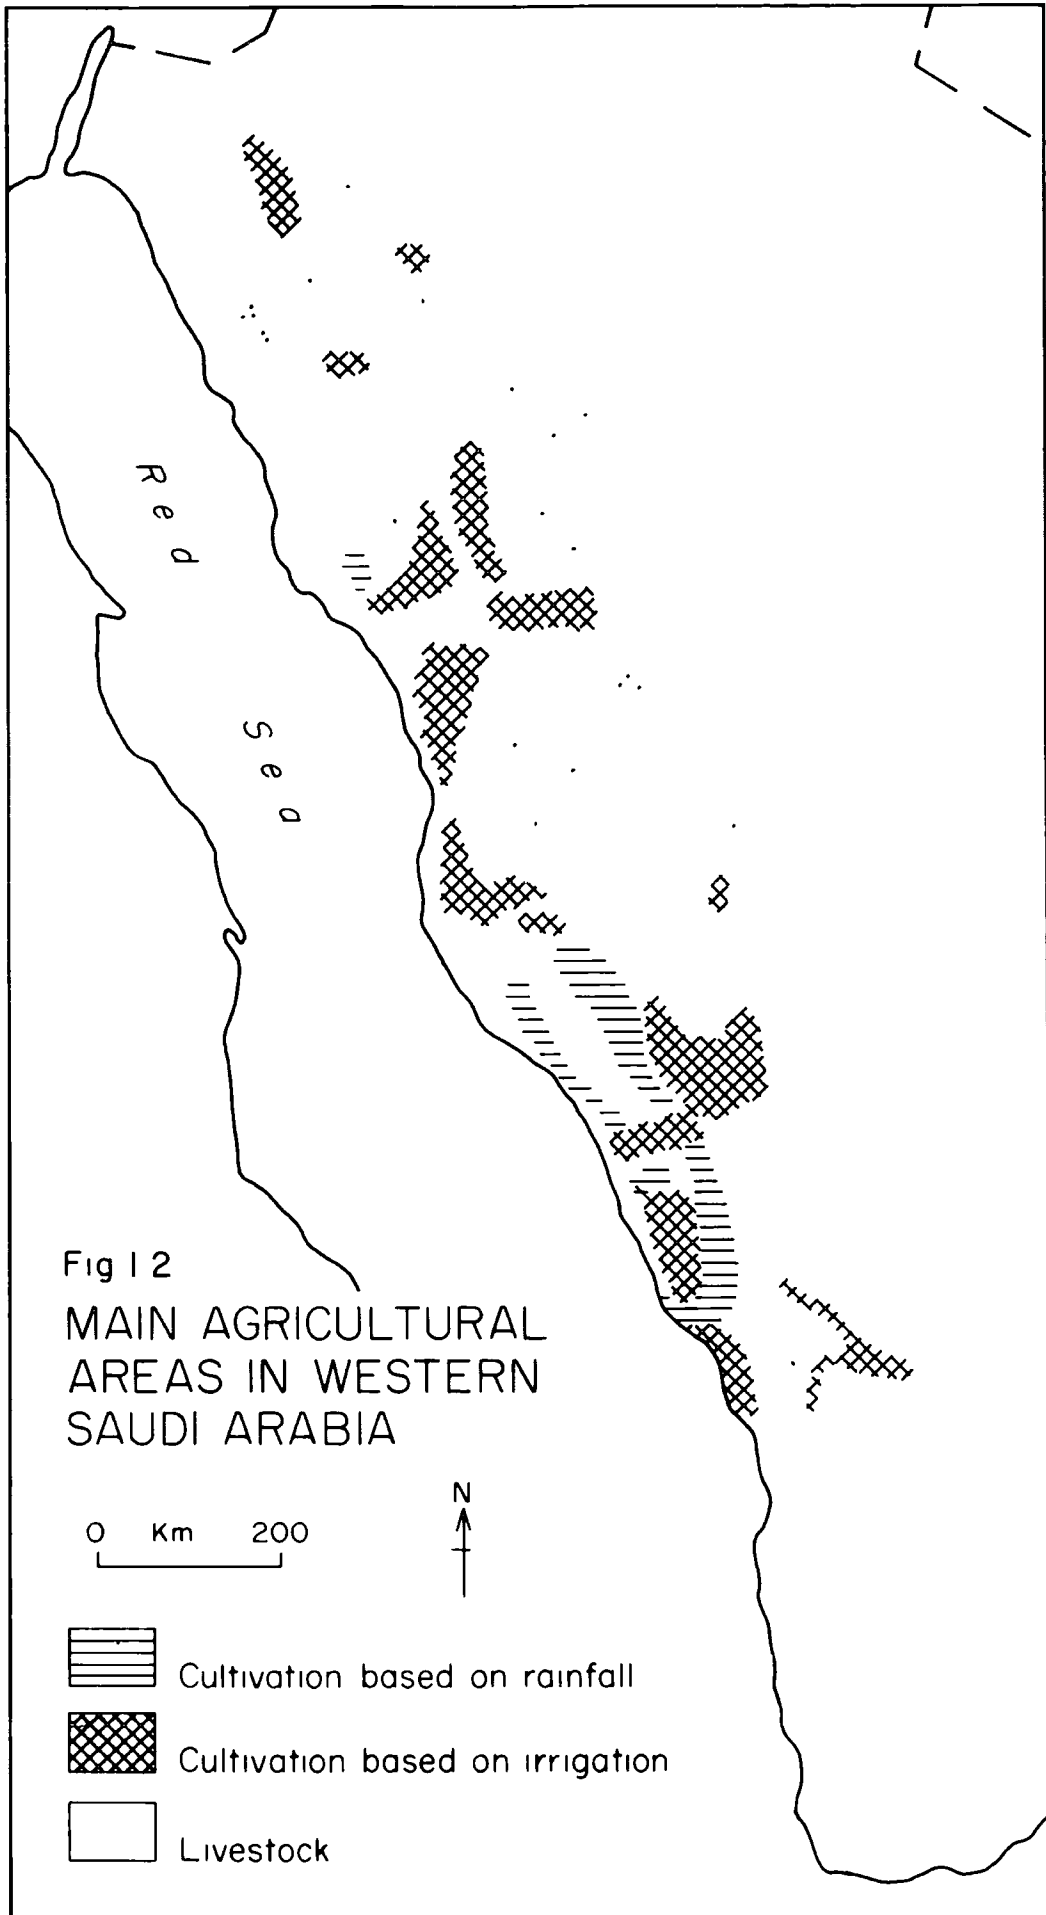 Red
Sea
Fig 1 2
MAIN AGRICULTURAL
AREAS IN WESTERN
SAUDI ARABIA
0 Km 200
N
Cultivation based on rainfall
Cultivation based on irrigation
Livestock